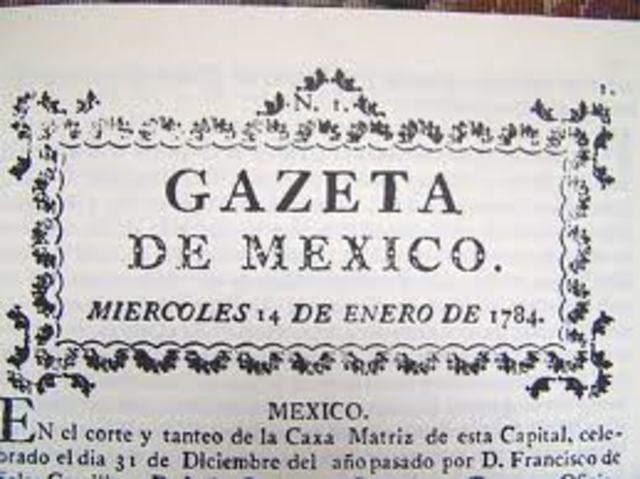 N. 1.
1.
GAZETA
DE MEXICO.
MIERCOLES 14 DE ENERO DE 1784.
MEXICO.
EN el corte y tanteo de la Caxa Matriz de esta Capital, cele-
brado el dia 31 de Diciembre del año pasado por D. Francisco de